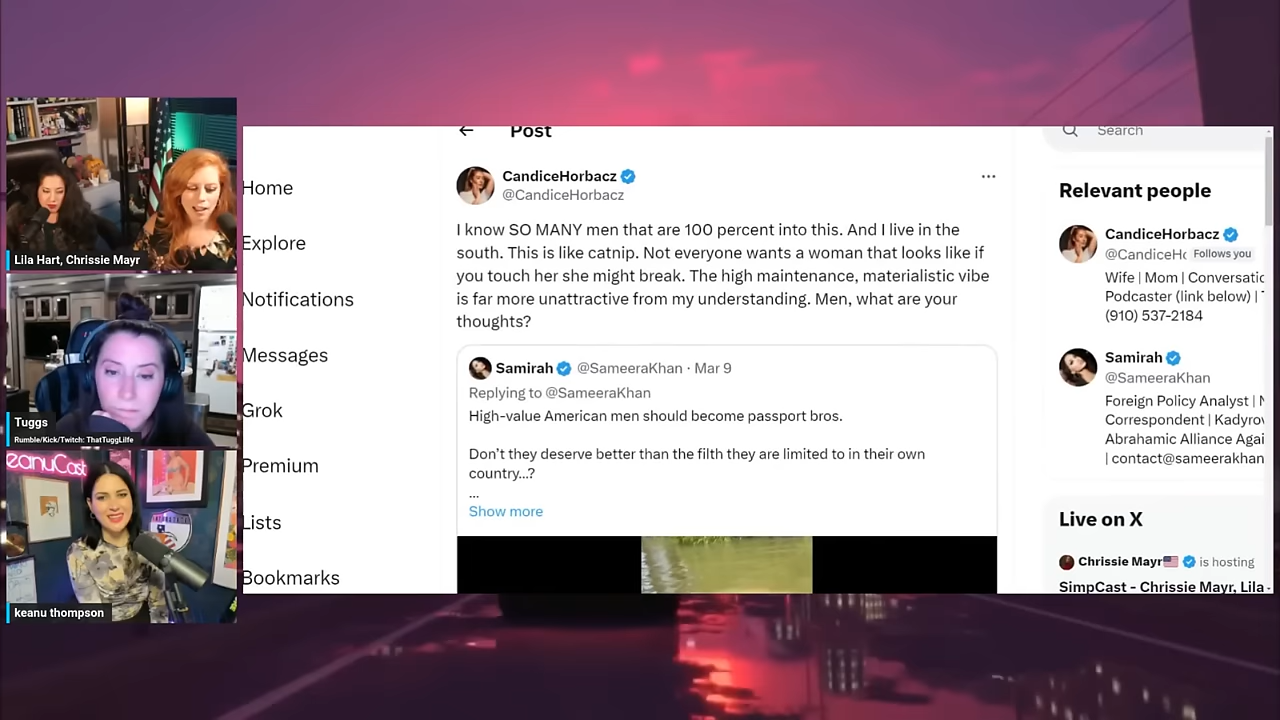 Lila Hart, Chrissie Mayr
Tuggs
Rumble/Kick/Twitch: ThatTuggLife
eanuCast
keanu thompson
Home
Explore
Notifications
Messages
Grok
Premium
Lists
Bookmarks
← Post
CandiceHorbacz
@CandiceHorbacz
I know SO MANY men that are 100 percent into this. And I live in the
south. This is like catnip. Not everyone wants a woman that looks like if
you touch her she might break. The high maintenance, materialistic vibe
is far more unattractive from my understanding. Men, what are your
thoughts?
Samirah @SameeraKhan · Mar 9
Replying to @SameeraKhan
High-value American men should become passport bros.
Don’t they deserve better than the filth they are limited to in their own
country...?
...
Show more
Search
Relevant people
CandiceHorbacz
@CandiceHo Follows you
Wife | Mom | Conversatio
Podcaster (link below) | T
(910) 537-2184
Samirah
@SameeraKhan
Foreign Policy Analyst | N
Correspondent | Kadyrov
Abrahamic Alliance Agai
| contact@sameerakhan
Live on X
Chrissie Mayr🇺🇸 is hosting
SimpCast - Chrissie Mayr, Lila